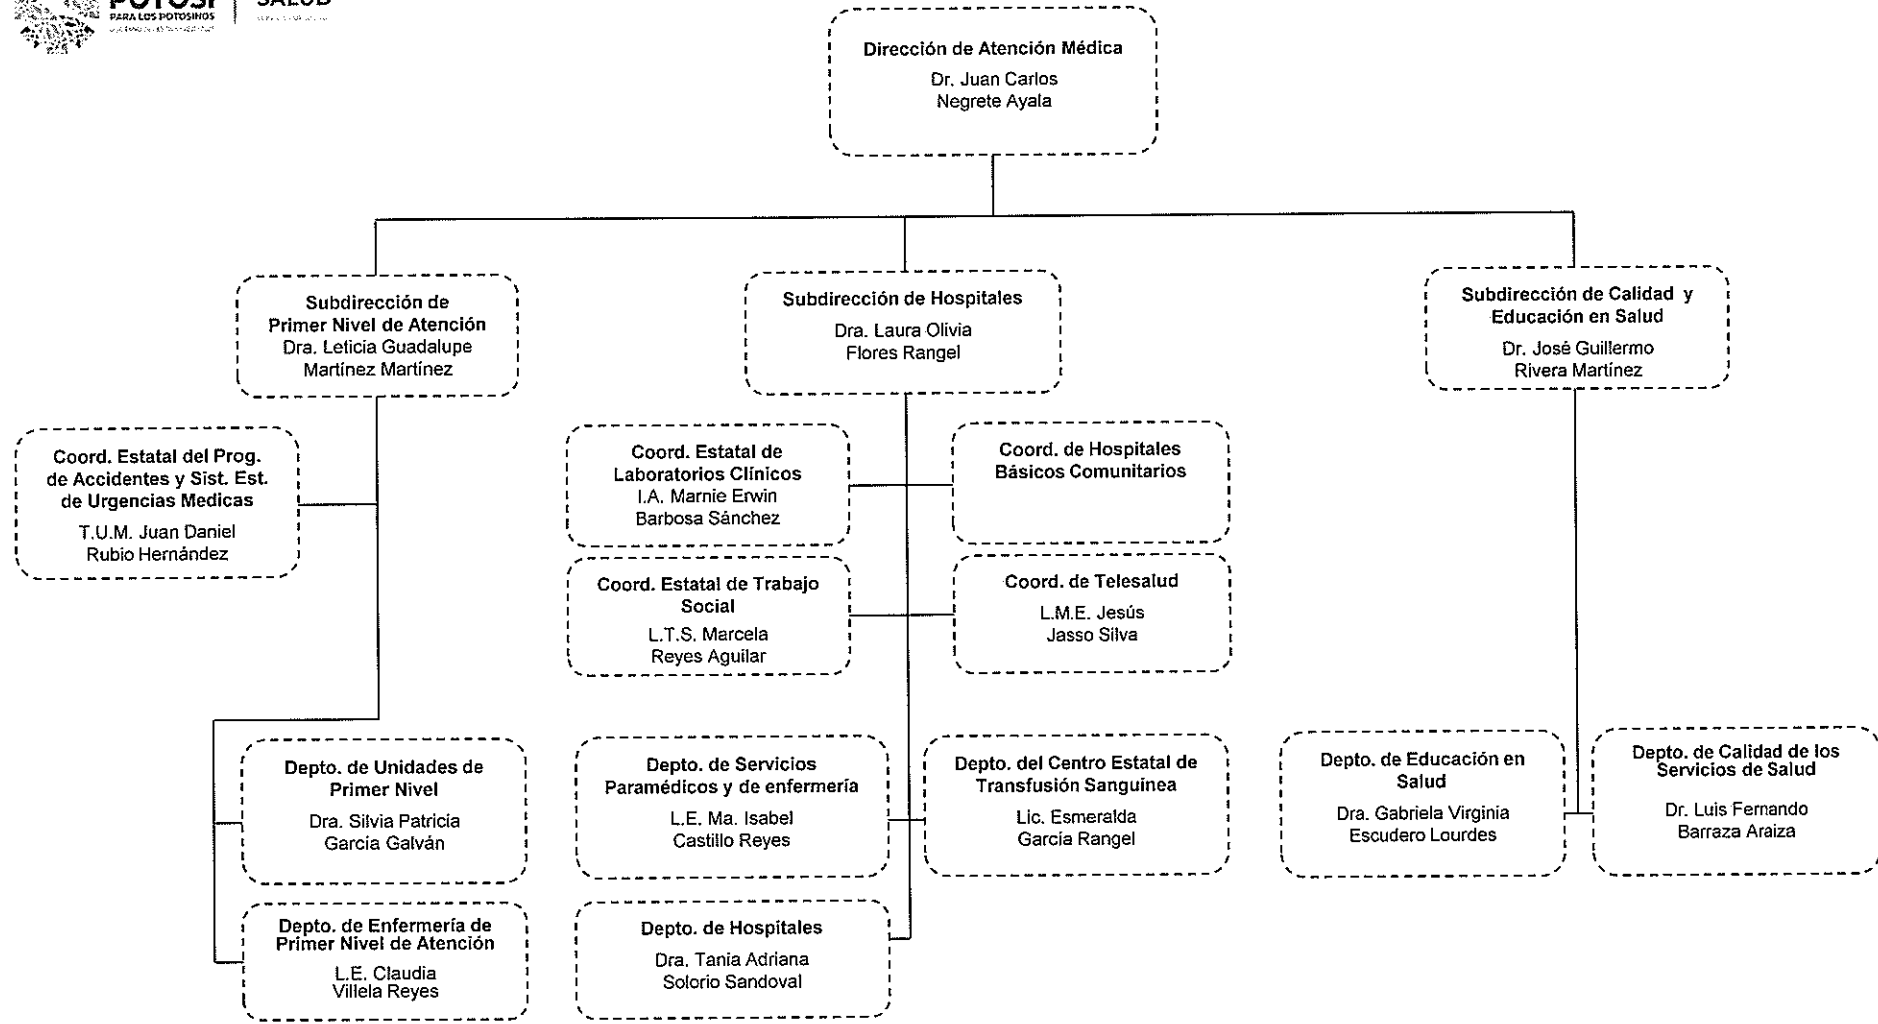 POTOSÍ
PARA LOS POTOSINOS
SALUD
Dirección de Atención Médica
Dr. Juan Carlos
Negrete Ayala
Subdirección de
Primer Nivel de Atención
Dra. Leticia Guadalupe
Martínez Martínez
Subdirección de Hospitales
Dra. Laura Olivia
Flores Rangel
Subdirección de Calidad y
Educación en Salud
Dr. José Guillermo
Rivera Martínez
Coord. Estatal del Prog.
de Accidentes y Sist. Est.
de Urgencias Medicas
T.U.M. Juan Daniel
Rubio Hernández
Coord. Estatal de
Laboratorios Clínicos
I.A. Marnie Erwin
Barbosa Sánchez
Coord. de Hospitales
Básicos Comunitarios
Coord. Estatal de Trabajo
Social
L.T.S. Marcela
Reyes Aguilar
Coord. de Telesalud
L.M.E. Jesús
Jasso Silva
Depto. de Unidades de
Primer Nivel
Dra. Silvia Patricia
García Galván
Depto. de Servicios
Paramédicos y de enfermería
L.E. Ma. Isabel
Castillo Reyes
Depto. del Centro Estatal de
Transfusión Sanguínea
Lic. Esmeralda
García Rangel
Depto. de Educación en
Salud
Dra. Gabriela Virginia
Escudero Lourdes
Depto. de Calidad de los
Servicios de Salud
Dr. Luis Fernando
Barraza Araiza
Depto. de Enfermería de
Primer Nivel de Atención
L.E. Claudia
Villela Reyes
Depto. de Hospitales
Dra. Tania Adriana
Solorio Sandoval